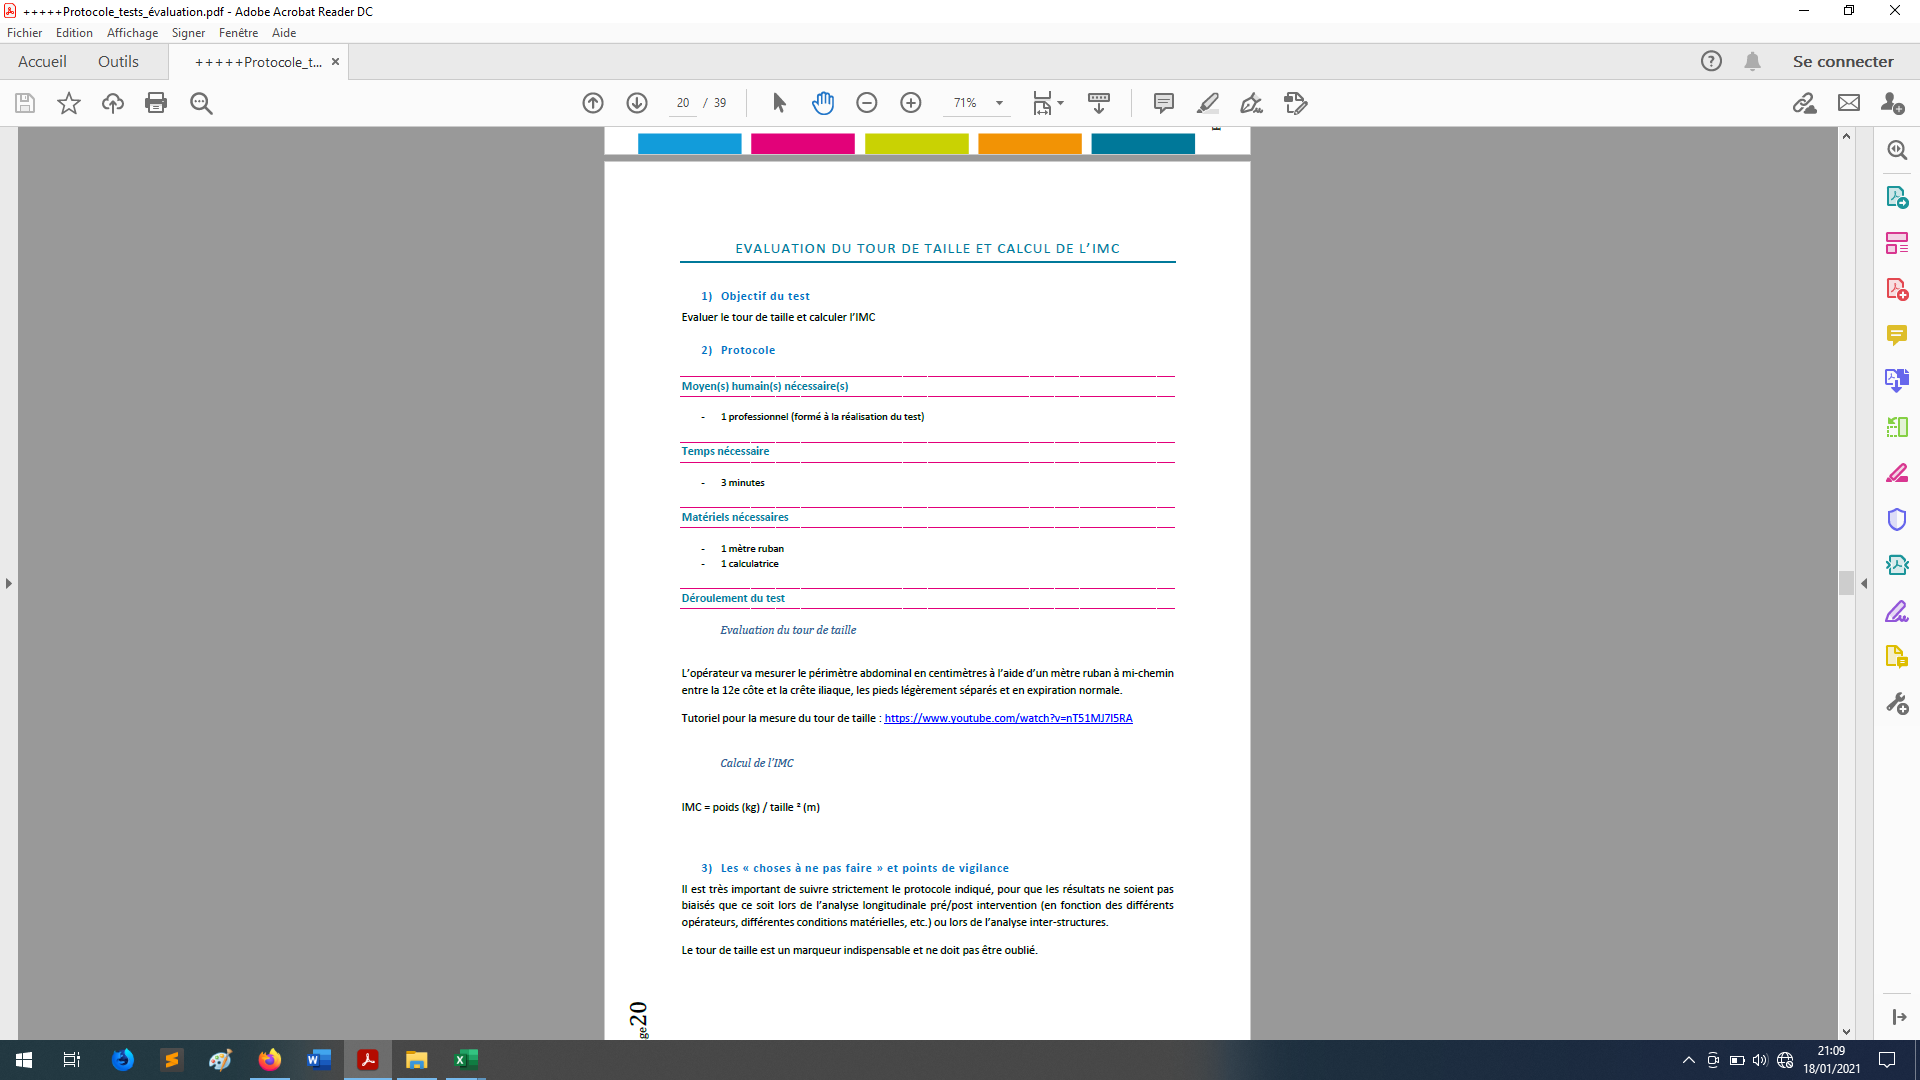 +++++Protocole_tests_évaluation.pdf - Adobe Acrobat Reader DC
Fichier Edition Affichage Signer Fenêtre Aide
Accueil Outils +++++Protocole_t... × Se connecter
20 / 39 71%
EVALUATION DU TOUR DE TAILLE ET CALCUL DE L’IMC
1) Objectif du test
Evaluer le tour de taille et calculer l’IMC
2) Protocole
Moyen(s) humain(s) nécessaire(s)
- 1 professionnel (formé à la réalisation du test)
Temps nécessaire
- 3 minutes
Matériels nécessaires
- 1 mètre ruban
- 1 calculatrice
Déroulement du test
Evaluation du tour de taille
L’opérateur va mesurer le périmètre abdominal en centimètres à l’aide d’un mètre ruban à mi-chemin
entre la 12e côte et la crête iliaque, les pieds légèrement séparés et en expiration normale.
Tutoriel pour la mesure du tour de taille : https://www.youtube.com/watch?v=nT51MJ7I5RA
Calcul de l’IMC
IMC = poids (kg) / taille ² (m)
3) Les « choses à ne pas faire » et points de vigilance
Il est très important de suivre strictement le protocole indiqué, pour que les résultats ne soient pas
biaisés que ce soit lors de l’analyse longitudinale pré/post intervention (en fonction des différents
opérateurs, différentes conditions matérielles, etc.) ou lors de l’analyse inter-structures.
Le tour de taille est un marqueur indispensable et ne doit pas être oublié.
ge20
21:09
18/01/2021